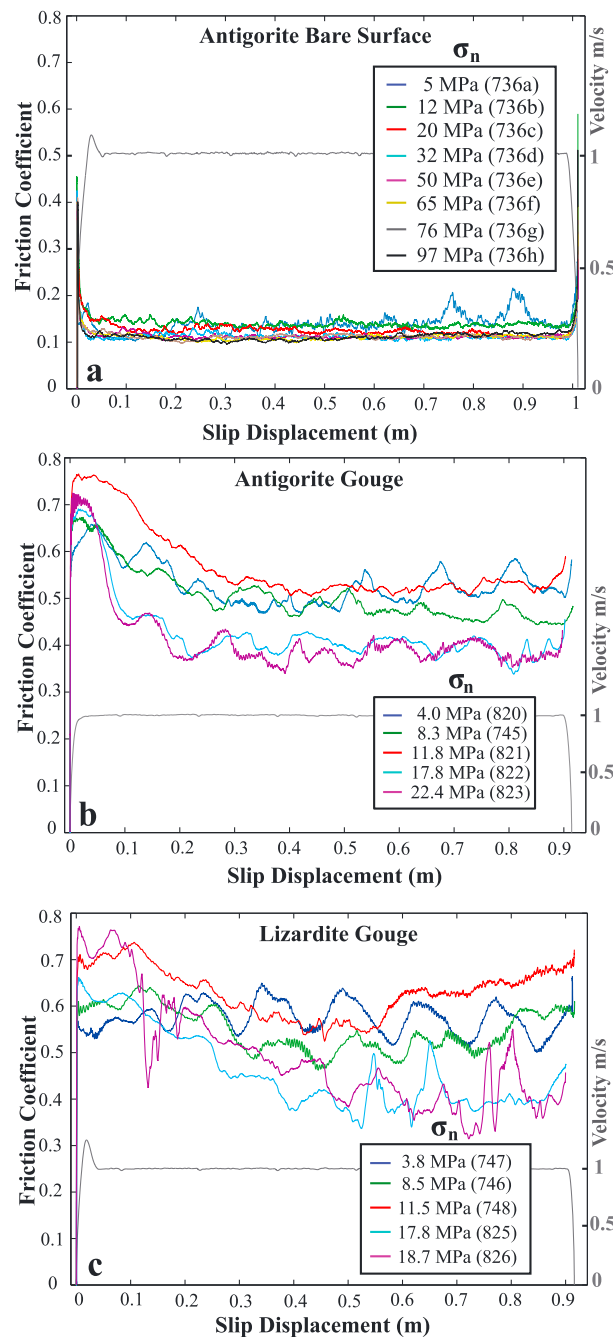 Antigorite Bare Surface
σn
5 MPa (736a)
12 MPa (736b)
20 MPa (736c)
32 MPa (736d)
50 MPa (736e)
65 MPa (736f)
76 MPa (736g)
97 MPa (736h)
Friction Coefficient
0.8
0.7
0.6
0.5
0.4
0.3
0.2
0.1
0
Velocity m/s
1
0.5
0
a
0 0.1 0.2 0.3 0.4 0.5 0.6 0.7 0.8 0.9 1
Slip Displacement (m)
Antigorite Gouge
Friction Coefficient
0.8
0.7
0.6
0.5
0.4
0.3
0.2
0.1
0
σn
4.0 MPa (820)
8.3 MPa (745)
11.8 MPa (821)
17.8 MPa (822)
22.4 MPa (823)
Velocity m/s
1
0.5
0
b
0 0.1 0.2 0.3 0.4 0.5 0.6 0.7 0.8 0.9
Slip Displacement (m)
Lizardite Gouge
Friction Coefficient
0.8
0.7
0.6
0.5
0.4
0.3
0.2
0.1
0
σn
3.8 MPa (747)
8.5 MPa (746)
11.5 MPa (748)
17.8 MPa (825)
18.7 MPa (826)
Velocity m/s
1
0.5
0
c
0 0.1 0.2 0.3 0.4 0.5 0.6 0.7 0.8 0.9
Slip Displacement (m)